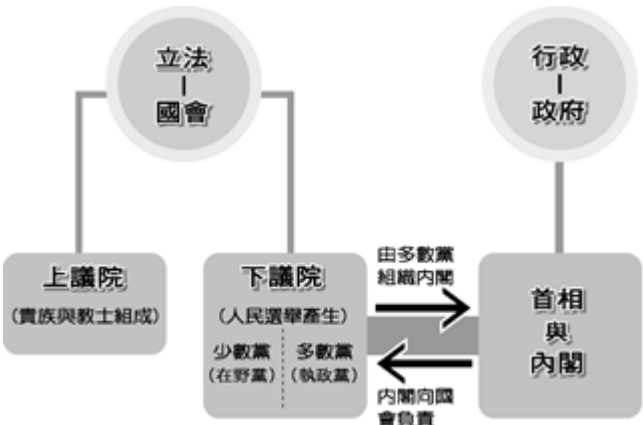 立法
國會
行政
政府
上議院
(貴族與教士組成)
下議院
(人民選舉產生)
少數黨
(在野黨)
多數黨
(執政黨)
由多數黨
組織內閣
內閣向國
會負責
首相
與
內閣